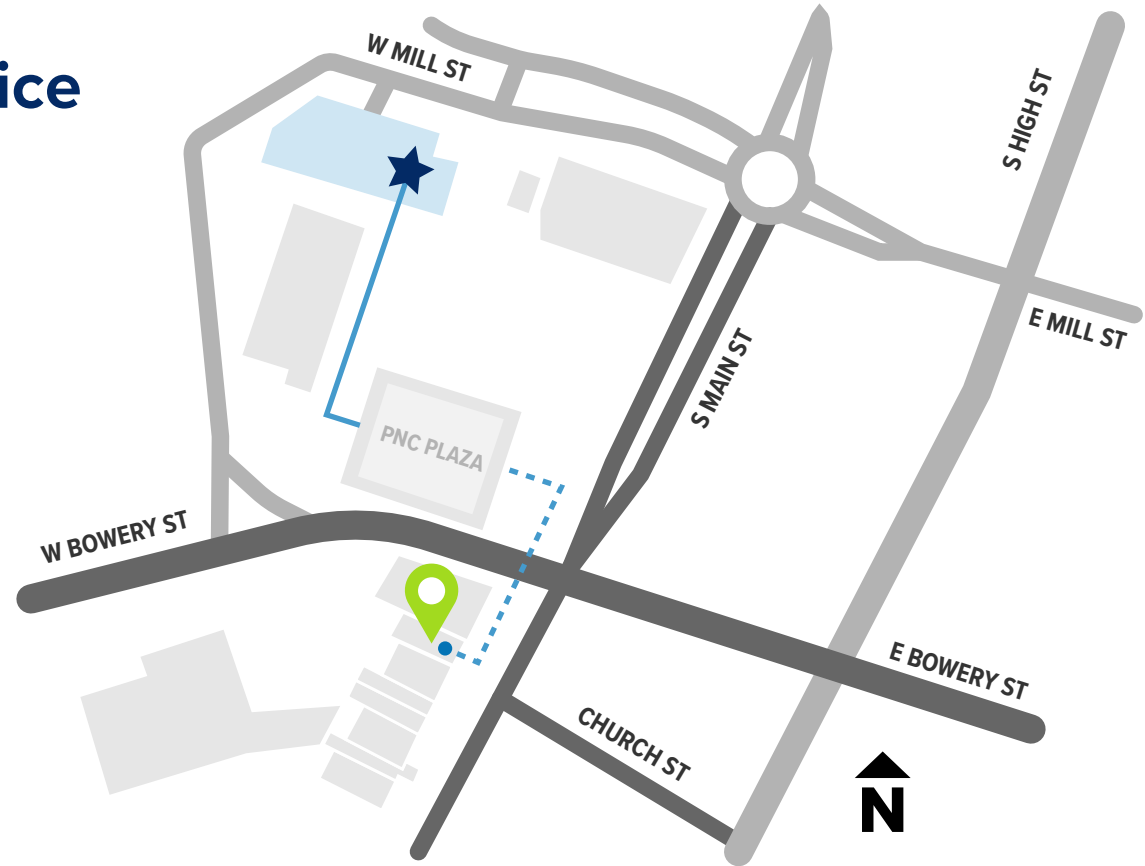 ice
W MILL ST
S HIGH ST
E MILL ST
S MAIN ST
PNC PLAZA
W BOWERY ST
E BOWERY ST
CHURCH ST
N